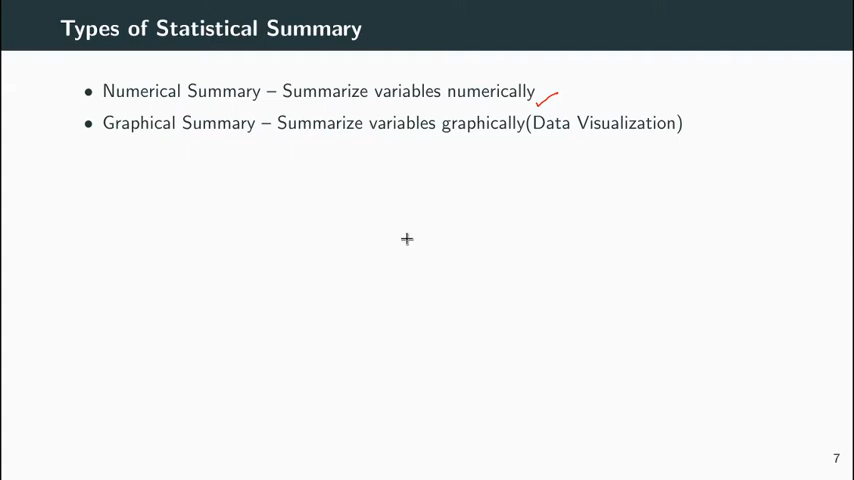 Types of Statistical Summary
• Numerical Summary – Summarize variables numerically
• Graphical Summary – Summarize variables graphically(Data Visualization)
7